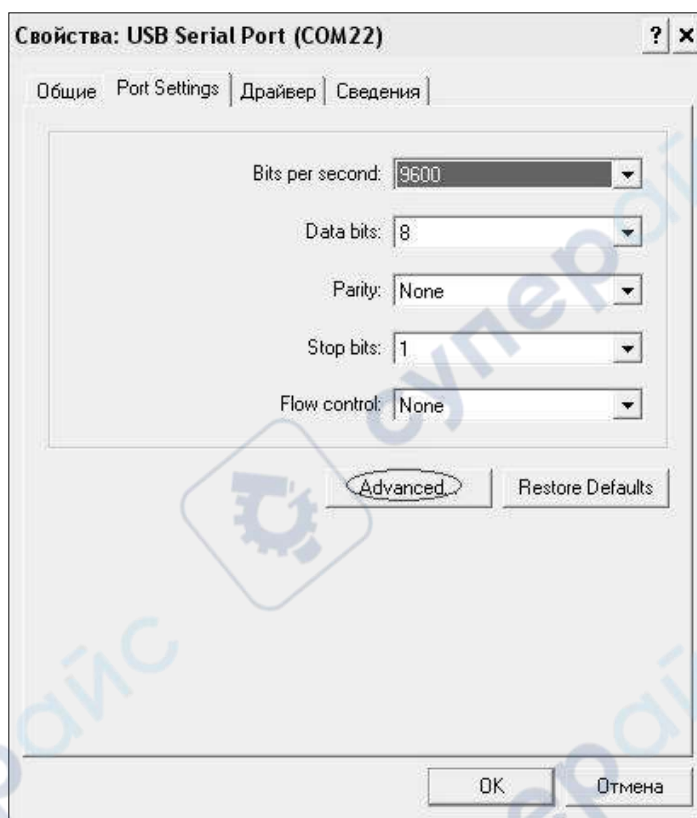 Свойства: USB Serial Port (COM22) ? ×
Общие Port Settings Драйвер Сведения
Bits per second: 9600
Data bits: 8
Parity: None
Stop bits: 1
Flow control: None
Advanced... Restore Defaults
OK Отмена
суперайс